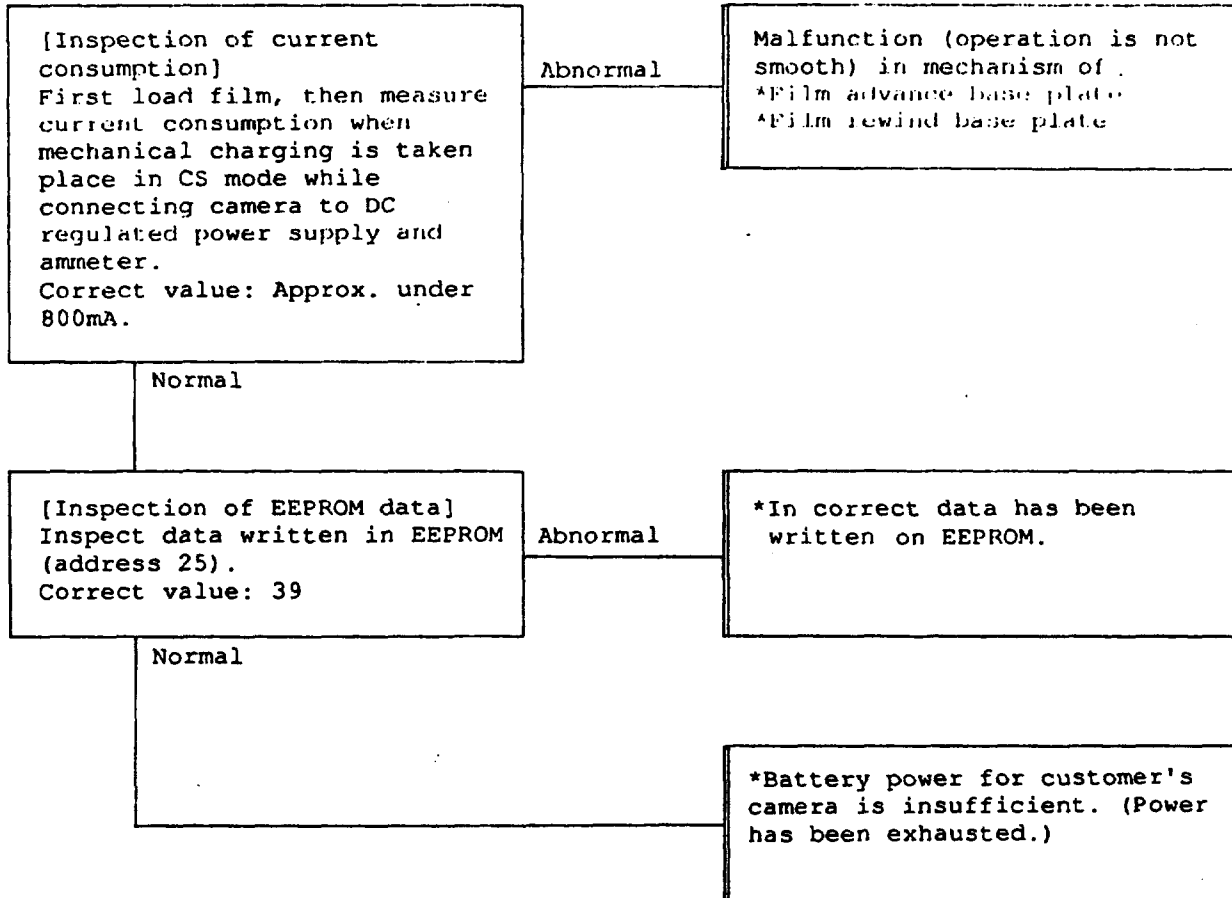 [Inspection of current
consumption]
First load film, then measure
current consumption when
mechanical charging is taken
place in CS mode while
connecting camera to DC
regulated power supply and
ammeter.
Correct value: Approx. under
800mA.
Abnormal
Malfunction (operation is not
smooth) in mechanism of .
*Film advance base plate
*Film rewind base plate
Normal
[Inspection of EEPROM data]
Inspect data written in EEPROM
(address 25).
Correct value: 39
Abnormal
*In correct data has been
written on EEPROM.
Normal
*Battery power for customer's
camera is insufficient. (Power
has been exhausted.)